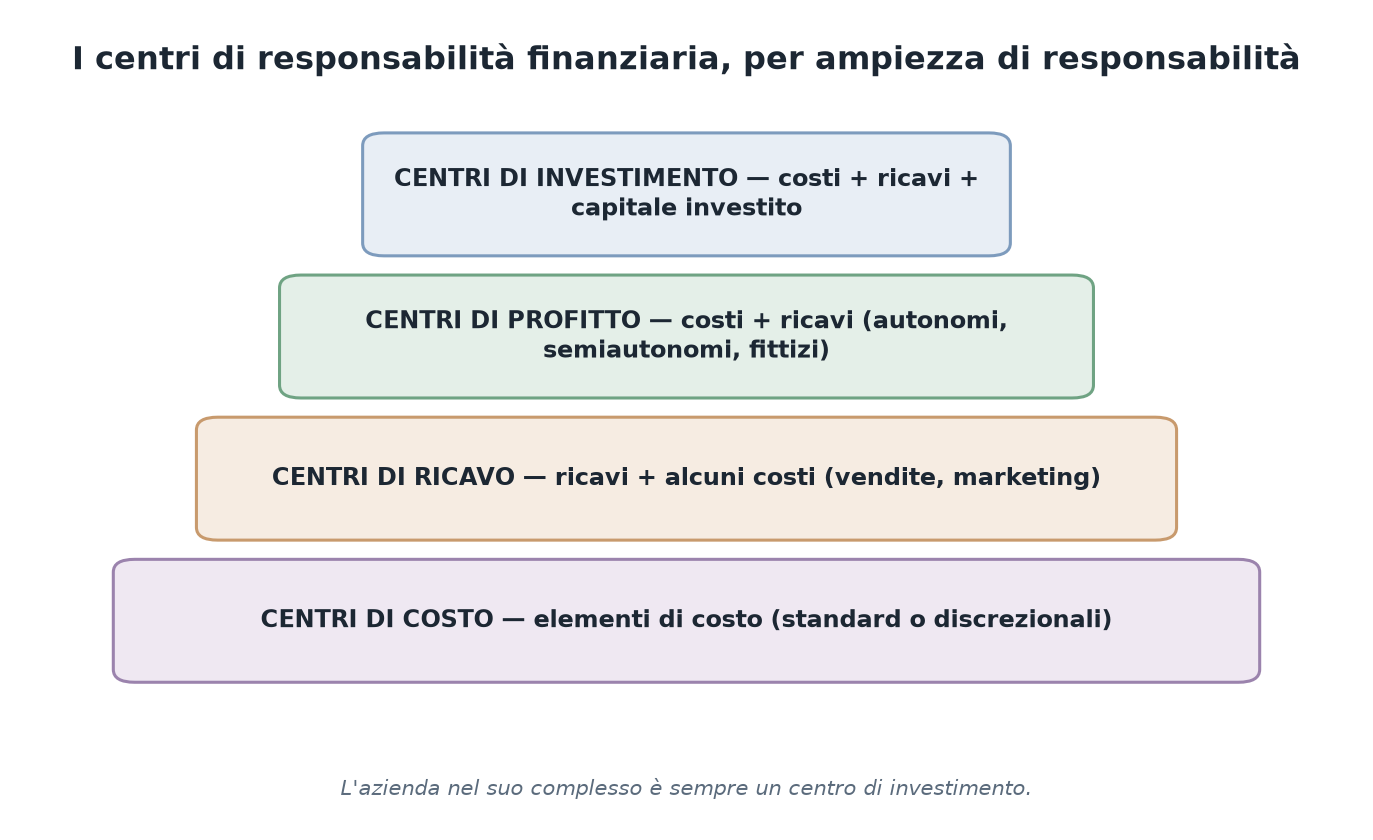 I centri di responsabilità finanziaria, per ampiezza di responsabilità
CENTRI DI INVESTIMENTO — costi + ricavi +
capitale investito
CENTRI DI PROFITTO — costi + ricavi (autonomi,
semiautonomi, fittizi)
CENTRI DI RICAVO — ricavi + alcuni costi (vendite, marketing)
CENTRI DI COSTO — elementi di costo (standard o discrezionali)
L'azienda nel suo complesso è sempre un centro di investimento.